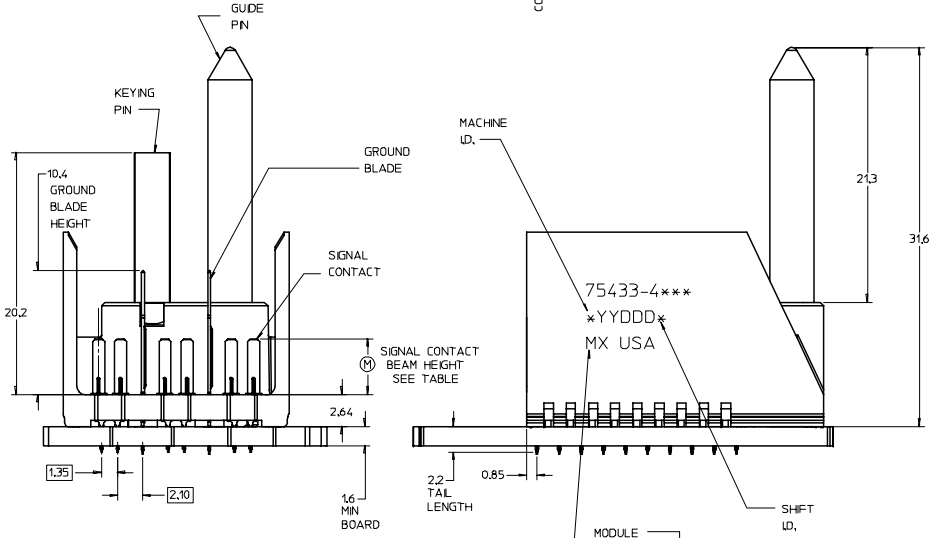 GUIDE
PIN
CO
KEYING
PIN
10.4
GROUND
BLADE
HEIGHT
GROUND
BLADE
SIGNAL
CONTACT
20.2
M
SIGNAL CONTACT
BEAM HEIGHT
SEE TABLE
2.64
1.35
2.10
1.6
MIN
BOARD
MACHINE
I.D.
21.3
31.6
75433-4***
*YYDDD*
MX USA
2.2
TAIL
LENGTH
0.85
SHIFT
I.D.
MODULE